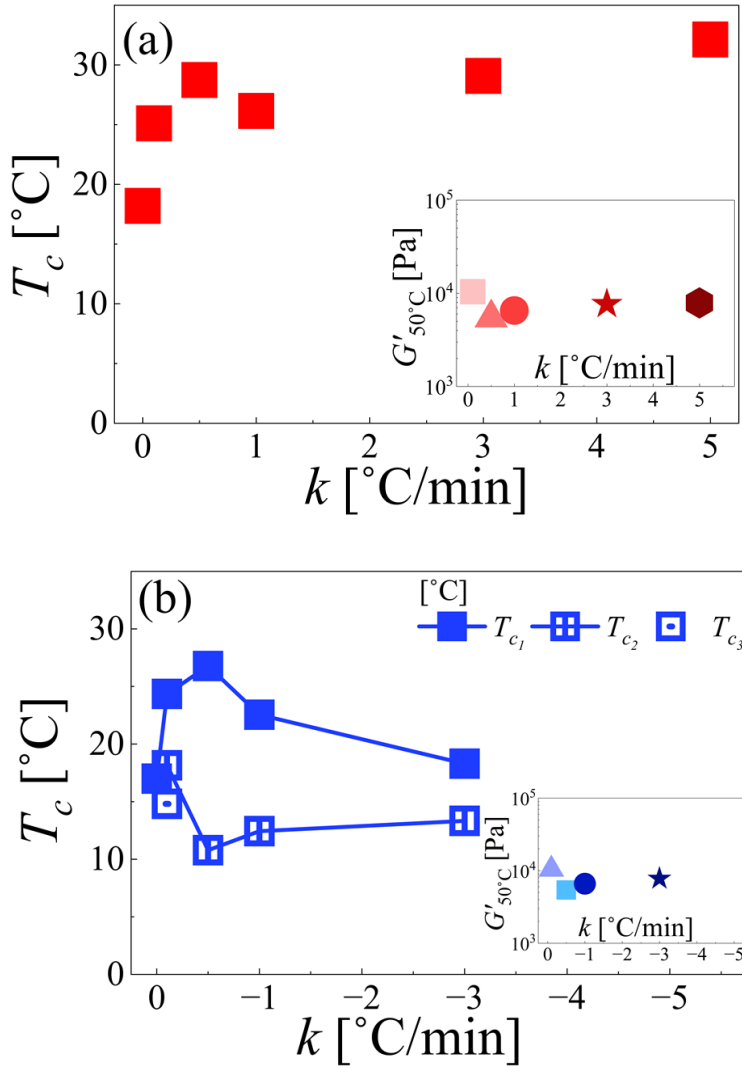 (a)
30
20
10
0
T_c [°C]
0 1 2 3 4 5
k [°C/min]
10^5
10^4
10^3
G′_50°C [Pa]
k [°C/min]
0 1 2 3 4 5
(b)
[°C]
T_c1 T_c2 T_c3
30
20
10
0
T_c [°C]
0 −1 −2 −3 −4 −5
k [°C/min]
10^5
10^4
10^3
G′_50°C [Pa]
k [°C/min]
0 −1 −2 −3 −4 −5